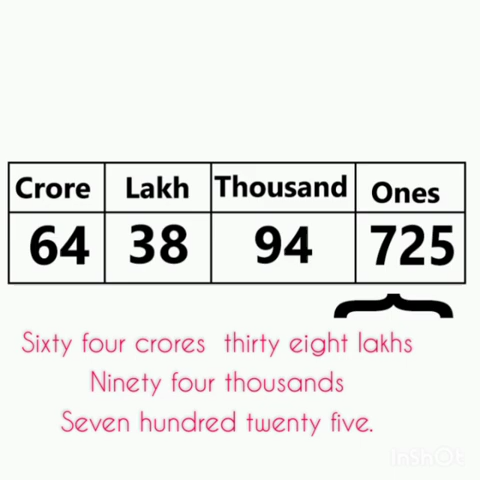 Crore Lakh Thousand Ones
64 38 94 725
Sixty four crores thirty eight lakhs
Ninety four thousands
Seven hundred twenty five.
InShOt